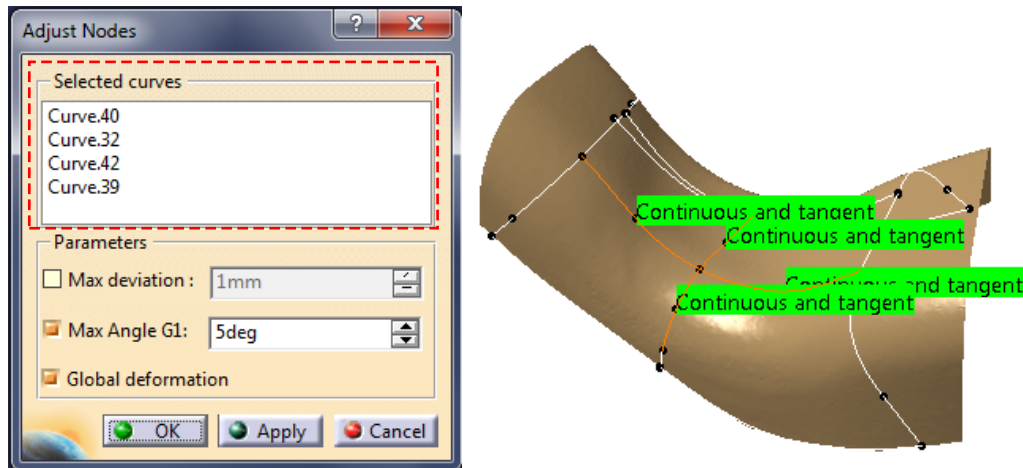 Adjust Nodes
?
X
Selected curves
Curve.40
Curve.32
Curve.42
Curve.39
Parameters
Max deviation :
1mm
Max Angle G1:
5deg
Global deformation
OK
Apply
Cancel
Continuous and tangent
Continuous and tangent
Continuous and tangent
Continuous and tangent